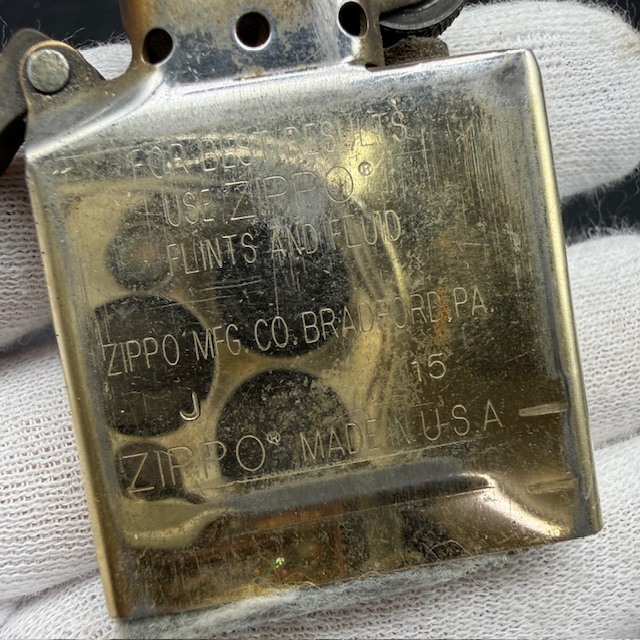 FOR BEST RESULTS
USE ZIPPO®
FLINTS AND FLUID
ZIPPO MFG. CO. BRADFORD, PA.
J 15
ZIPPO® MADE IN U.S.A